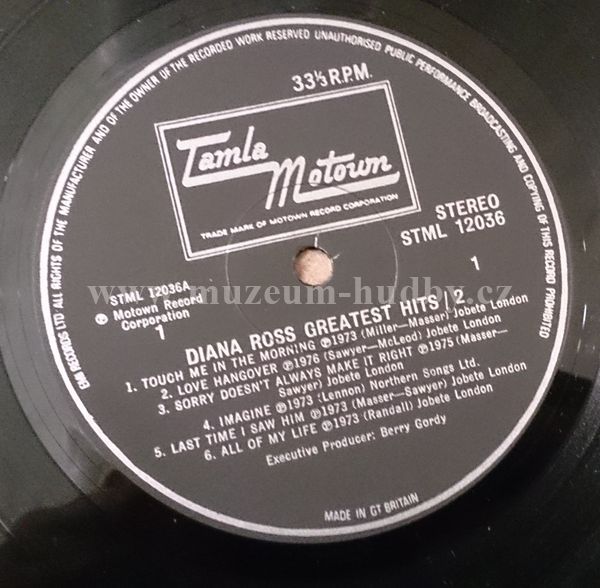 EMI RECORDS LTD ALL RIGHTS OF THE MANUFACTURER AND OF THE OWNER OF THE RECORDED WORK RESERVED UNAUTHORISED PUBLIC PERFORMANCE BROADCASTING AND COPYING OF THIS RECORD PROHIBITED
33⅓ R.P.M.
Tamla
Motown
TRADE MARK OF MOTOWN RECORD CORPORATION
STEREO
STML 12036
STML 12036A
℗ Motown Record
Corporation
1
1
www.muzeum-hudby.cz
DIANA ROSS GREATEST HITS/2
1. TOUCH ME IN THE MORNING ℗1973 (Miller—Masser) Jobete London
2. LOVE HANGOVER ℗1976 (Sawyer—McLeod) Jobete London
3. SORRY DOESN'T ALWAYS MAKE IT RIGHT ℗1975 (Masser—
Sawyer) Jobete London
4. IMAGINE ℗1973 (Lennon) Northern Songs Ltd.
5. LAST TIME I SAW HIM ℗1973 (Masser—Sawyer) Jobete London
6. ALL OF MY LIFE ℗1973 (Randall) Jobete London
Executive Producer: Berry Gordy
MADE IN GT BRITAIN